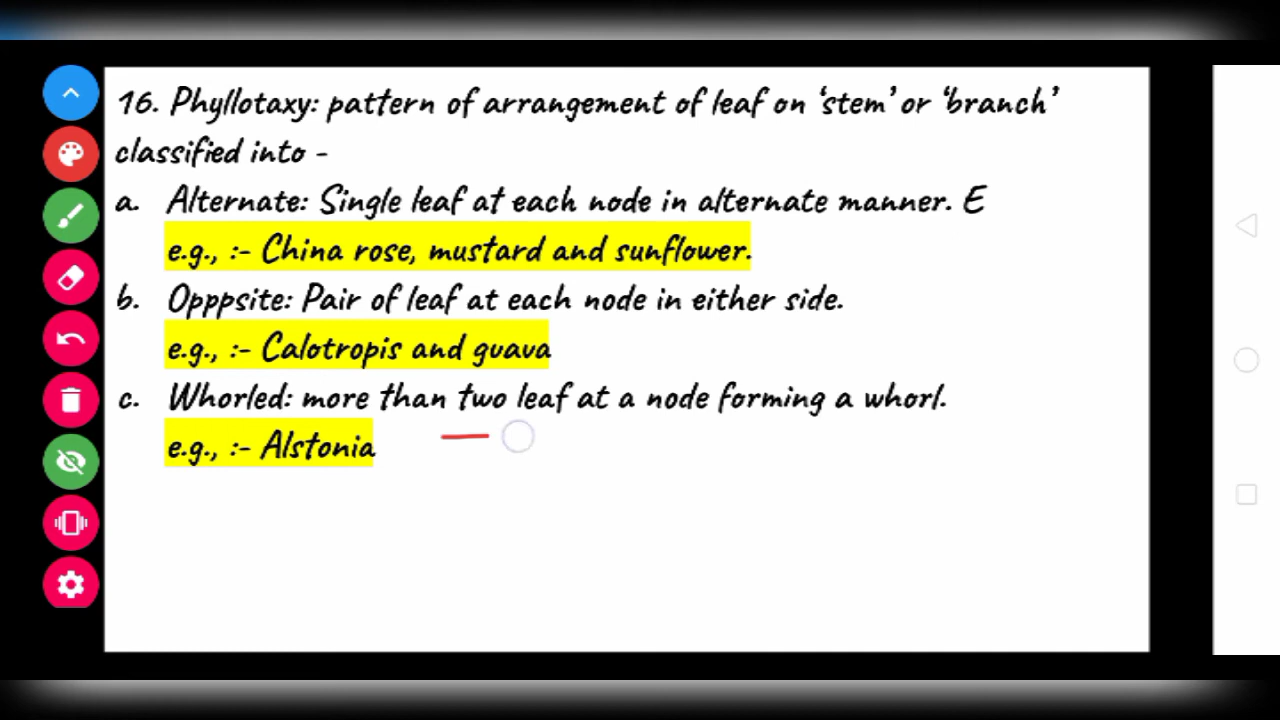 16. Phyllotaxy: pattern of arrangement of leaf on ‘stem’ or ‘branch’
classified into -
a. Alternate: Single leaf at each node in alternate manner. E
e.g., :- China rose, mustard and sunflower.
b. Opppsite: Pair of leaf at each node in either side.
e.g., :- Calotropis and guava
c. Whorled: more than two leaf at a node forming a whorl.
e.g., :- Alstonia